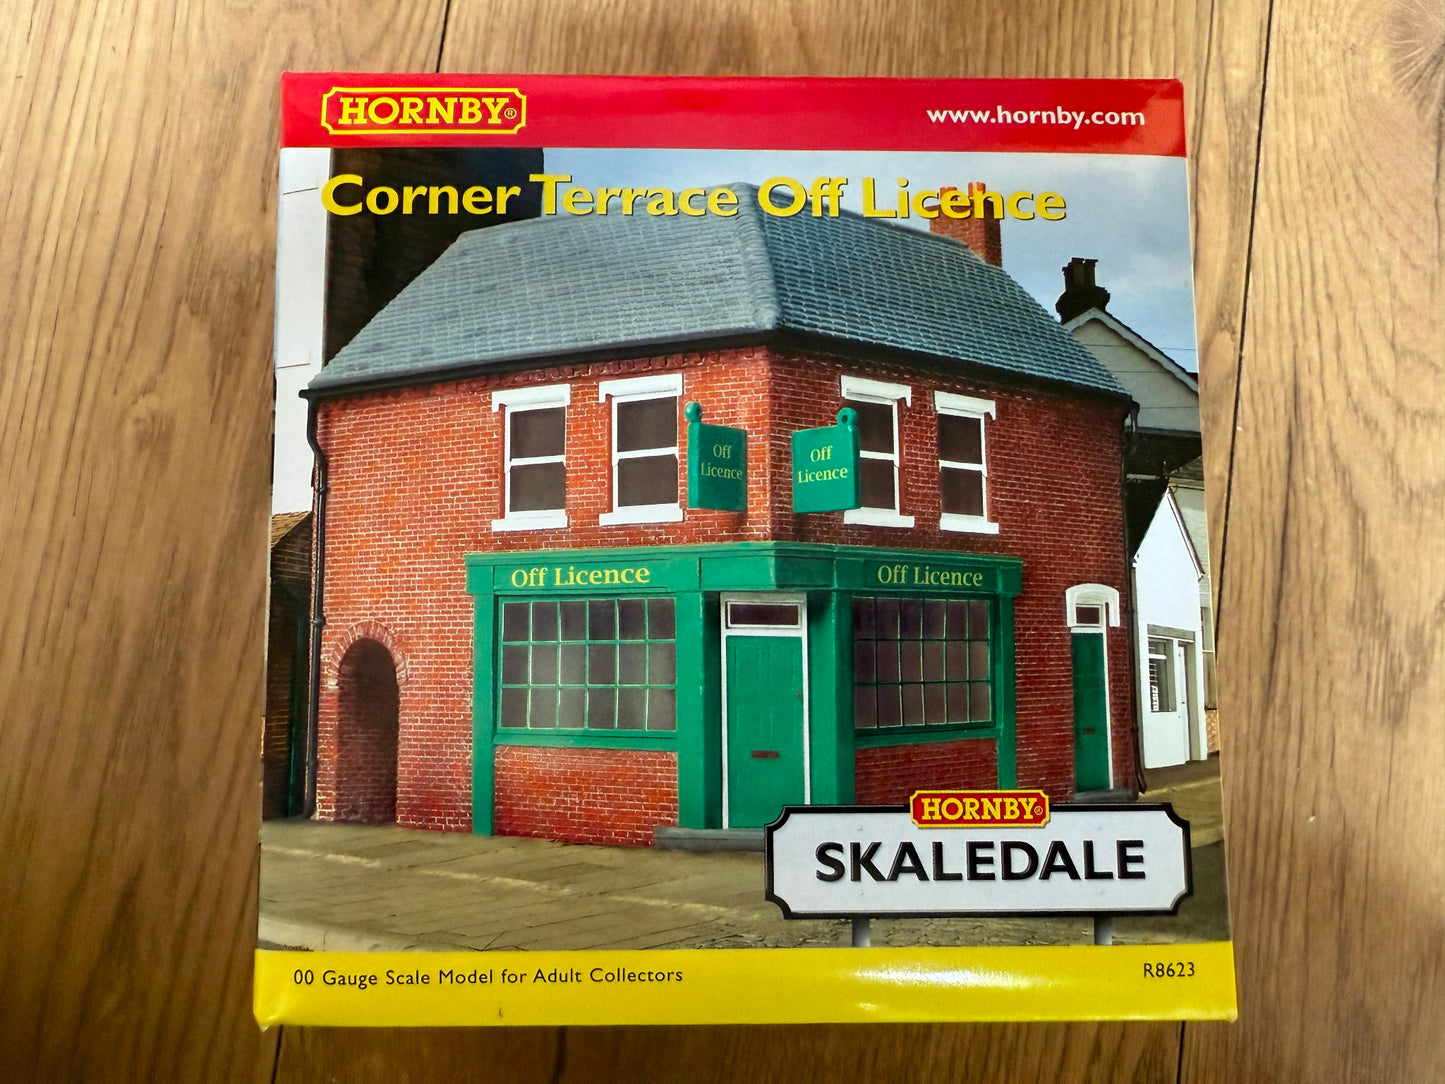 HORNBY®
www.hornby.com
Corner Terrace Off Licence
Off
Licence
Off
Licence
Off Licence
Off Licence
HORNBY®
SKALEDALE
00 Gauge Scale Model for Adult Collectors
R8623